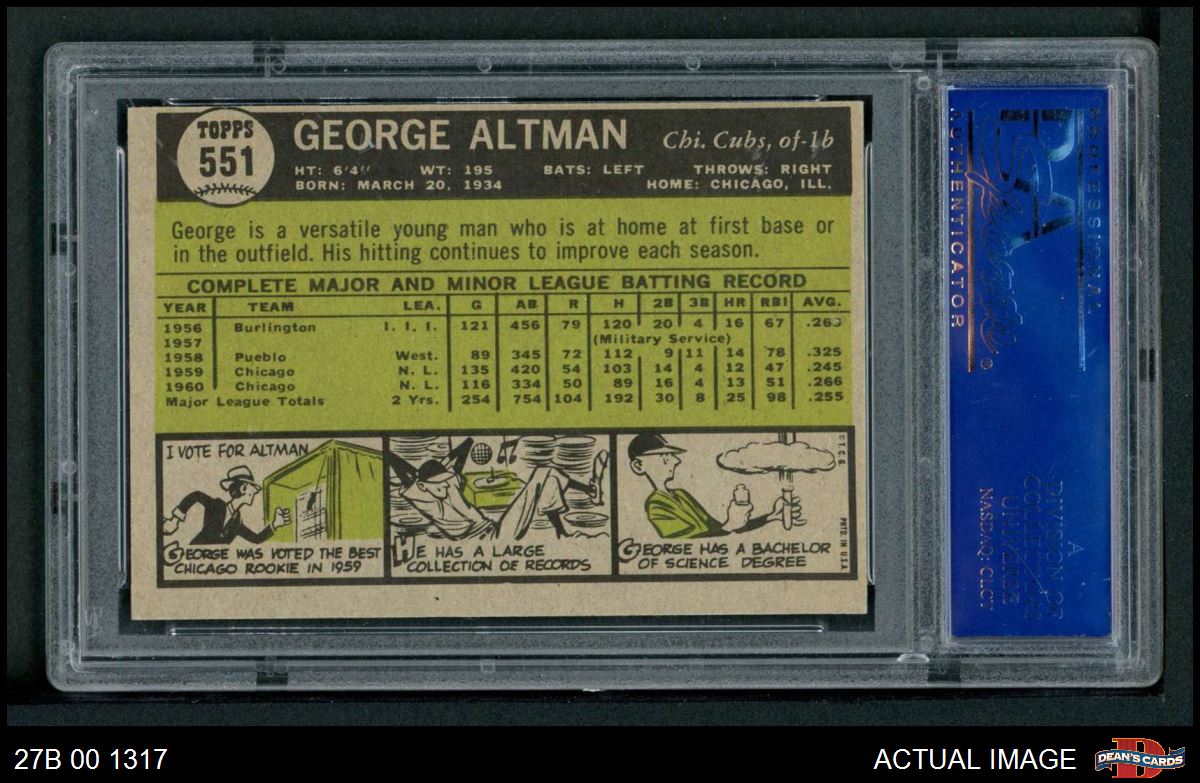 TOPPS
551
GEORGE ALTMAN Chi. Cubs, of-1b
HT: 6'4" WT: 195 BATS: LEFT THROWS: RIGHT
BORN: MARCH 20, 1934 HOME: CHICAGO, ILL.
George is a versatile young man who is at home at first base or
in the outfield. His hitting continues to improve each season.
COMPLETE MAJOR AND MINOR LEAGUE BATTING RECORD
YEAR TEAM LEA. G AB R H 2B 3B HR RBI AVG.
1956 Burlington I. I. I. 121 456 79 120 20 4 16 67 .263
1957 (Military Service)
1958 Pueblo West. 89 345 72 112 9 11 14 78 .325
1959 Chicago N. L. 135 420 54 103 14 4 12 47 .245
1960 Chicago N. L. 116 334 50 89 16 4 13 51 .266
Major League Totals 2 Yrs. 254 754 104 192 30 8 25 98 .255
I VOTE FOR ALTMAN
GEORGE WAS VOTED THE BEST
CHICAGO ROOKIE IN 1959
HE HAS A LARGE
COLLECTION OF RECORDS
GEORGE HAS A BACHELOR
OF SCIENCE DEGREE
©T.C.G.
PRTD. IN U.S.A.
PROFESSIONAL
PSA
AUTHENTICATOR
®
A
DIVISION OF
COLLECTORS
UNIVERSE
NASDAQ: CLCT
27B 00 1317
ACTUAL IMAGE
D
DEAN'S CARDS